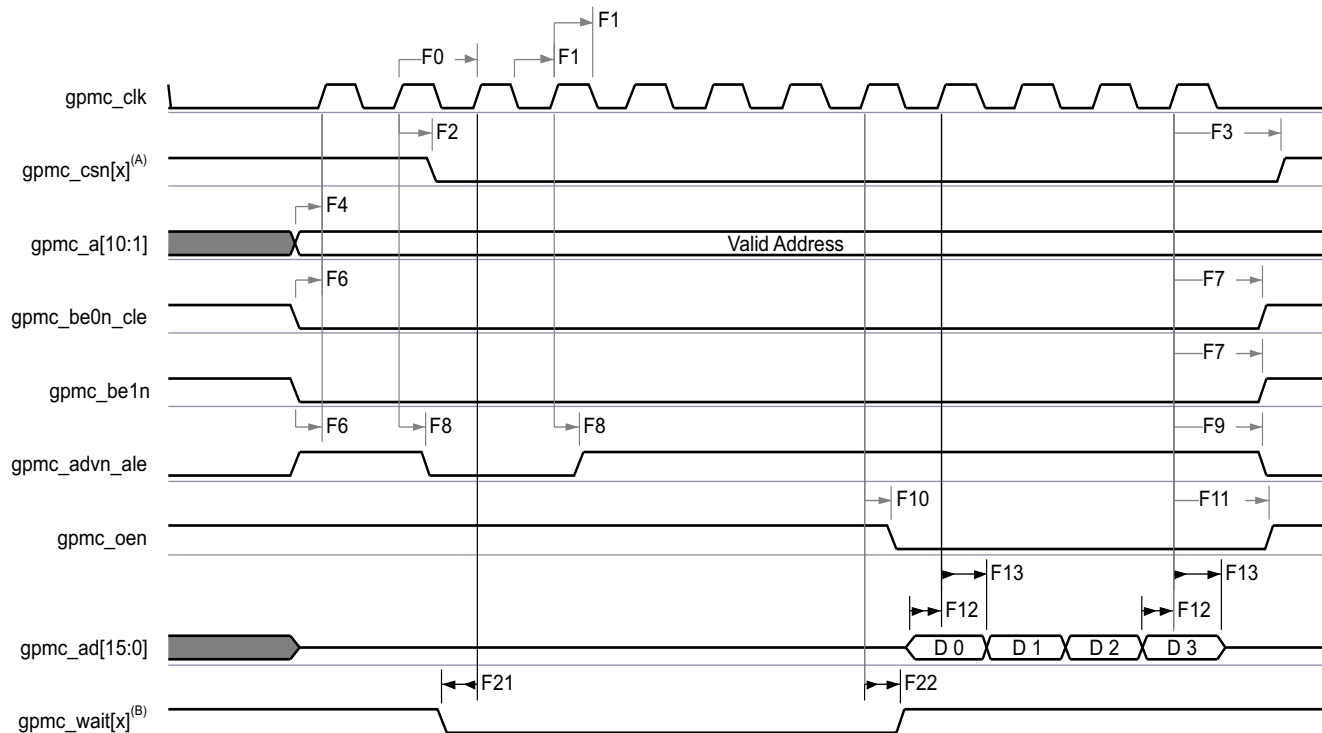 F1
F0 F1
gpmc_clk
F2 F3
gpmc_csn[x](A)
F4
gpmc_a[10:1] Valid Address
F6 F7
gpmc_be0n_cle
F7
gpmc_be1n
F6 F8 F8 F9
gpmc_advn_ale
F10 F11
gpmc_oen
F13 F13
F12 F12
gpmc_ad[15:0] D 0 D 1 D 2 D 3
F21 F22
gpmc_wait[x](B)